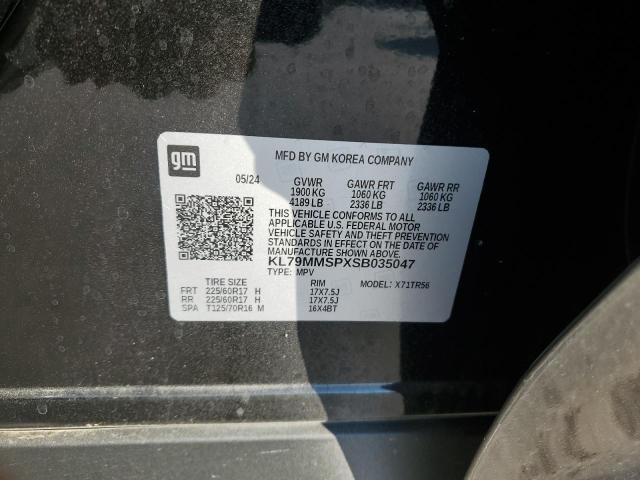 gm
MFD BY GM KOREA COMPANY
05/24 GVWR GAWR FRT GAWR RR
1900 KG 1060 KG 1060 KG
4189 LB 2336 LB 2336 LB
THIS VEHICLE CONFORMS TO ALL
APPLICABLE U.S. FEDERAL MOTOR
VEHICLE SAFETY AND THEFT PREVENTION
STANDARDS IN EFFECT ON THE DATE OF
MANUFACTURE SHOWN ABOVE.
KL79MMSPXSB035047
TYPE: MPV MODEL: X71TR56
TIRE SIZE RIM
FRT 225/60R17 H 17X7.5J
RR 225/60R17 H 17X7.5J
SPA T125/70R16 M 16X4BT